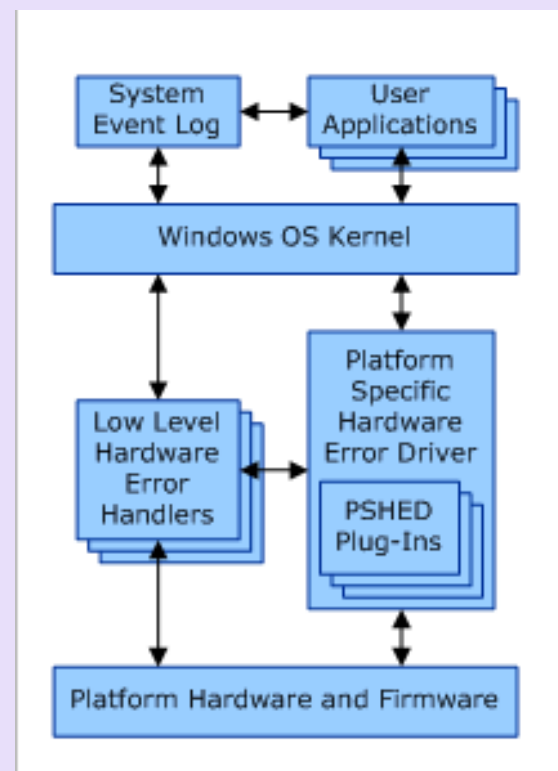 System
Event Log
User
Applications
Windows OS Kernel
Platform
Specific
Hardware
Error Driver
Low Level
Hardware
Error
Handlers
PSHED
Plug-Ins
Platform Hardware and Firmware